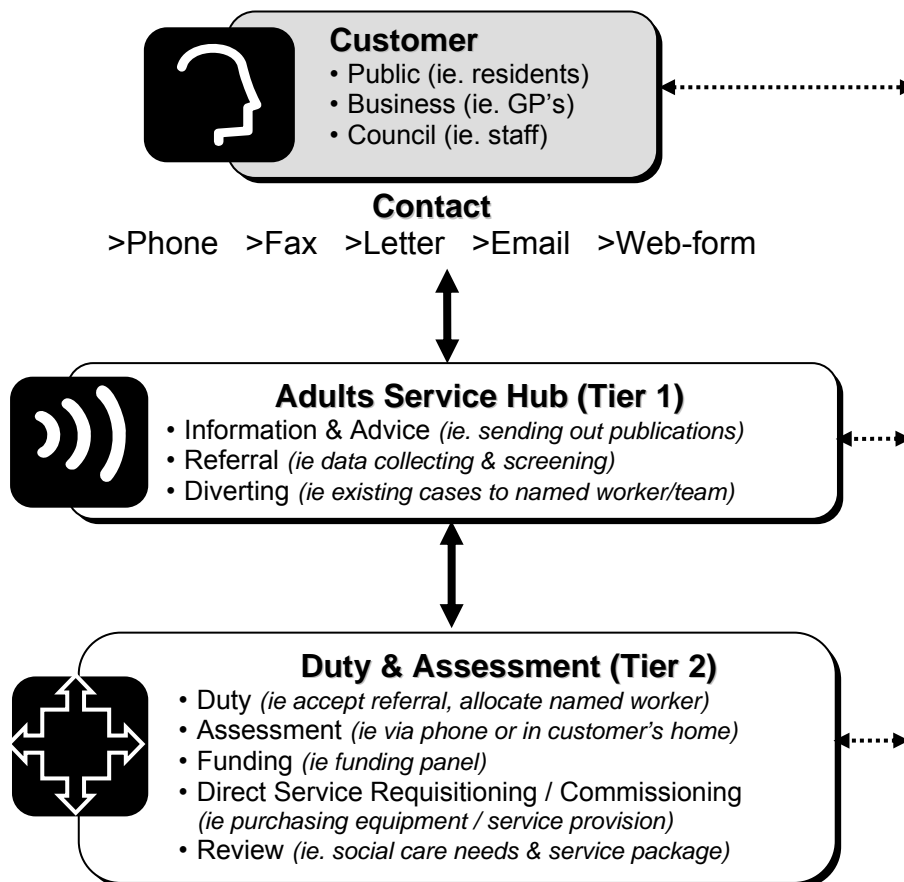 Customer
• Public (ie. residents)
• Business (ie. GP's)
• Council (ie. staff)
Contact
>Phone >Fax >Letter >Email >Web-form
Adults Service Hub (Tier 1)
• Information & Advice (ie. sending out publications)
• Referral (ie data collecting & screening)
• Diverting (ie existing cases to named worker/team)
Duty & Assessment (Tier 2)
• Duty (ie accept referral, allocate named worker)
• Assessment (ie via phone or in customer's home)
• Funding (ie funding panel)
• Direct Service Requisitioning / Commissioning
(ie purchasing equipment / service provision)
• Review (ie. social care needs & service package)